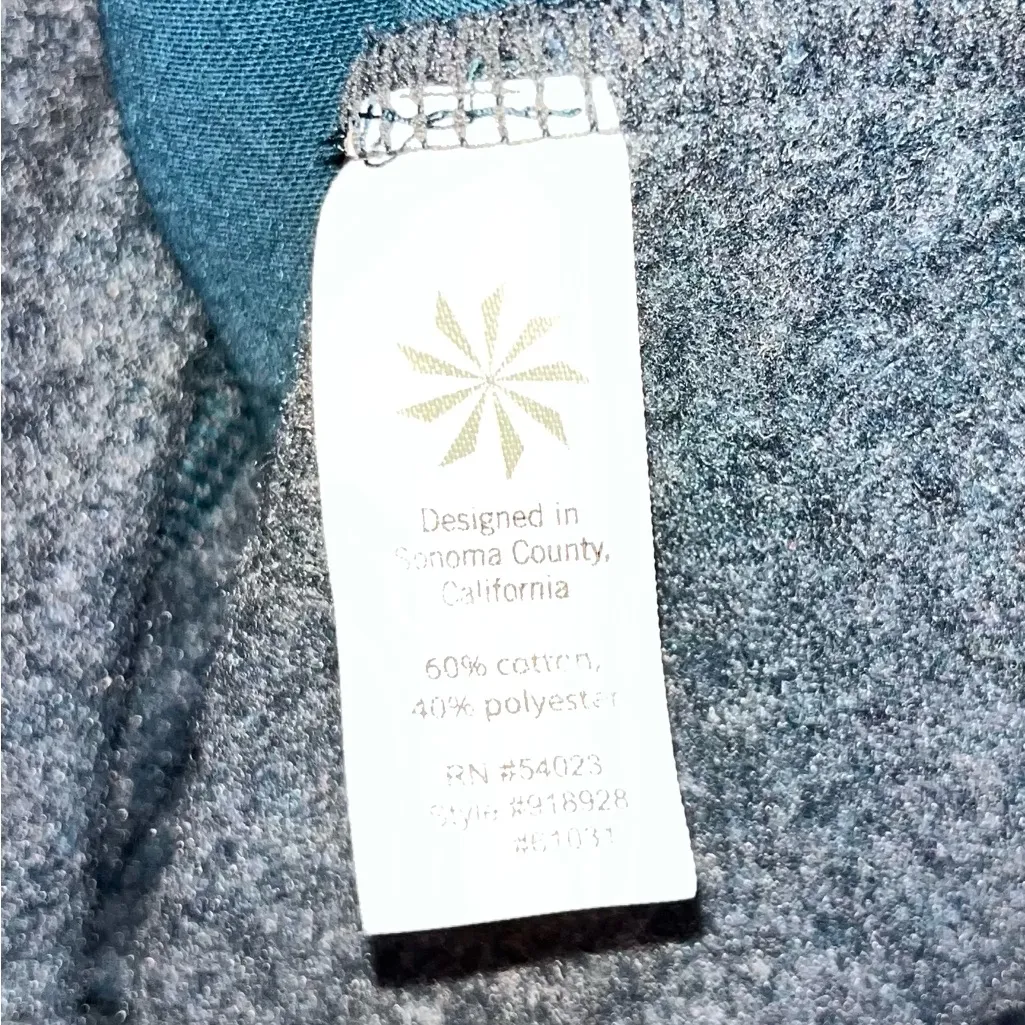 Designed in
Sonoma County,
California
60% cotton,
40% polyester
RN #54023
Style #918928
#61031